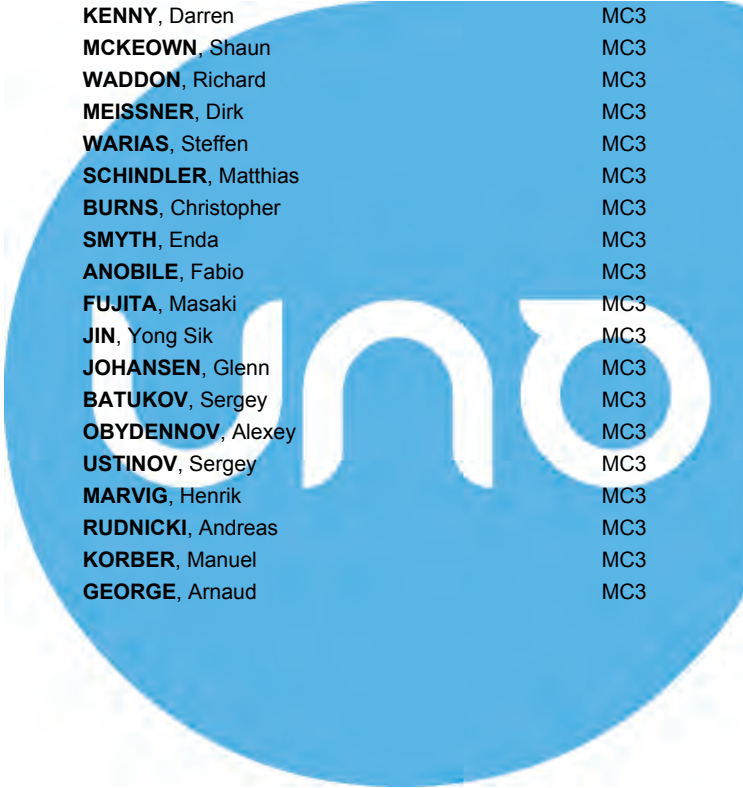 KENNY, Darren MC3
MCKEOWN, Shaun MC3
WADDON, Richard MC3
MEISSNER, Dirk MC3
WARIAS, Steffen MC3
SCHINDLER, Matthias MC3
BURNS, Christopher MC3
SMYTH, Enda MC3
ANOBILE, Fabio MC3
FUJITA, Masaki MC3
JIN, Yong Sik MC3
JOHANSEN, Glenn MC3
BATUKOV, Sergey MC3
OBYDENNOV, Alexey MC3
USTINOV, Sergey MC3
MARVIG, Henrik MC3
RUDNICKI, Andreas MC3
KORBER, Manuel MC3
GEORGE, Arnaud MC3
uno